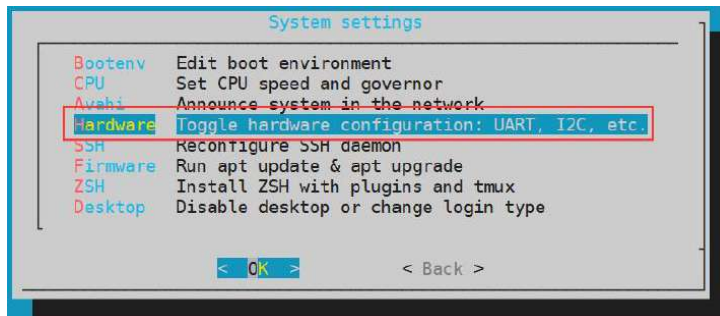 System settings
Bootenv Edit boot environment
CPU Set CPU speed and governor
Avahi Announce system in the network
Hardware Toggle hardware configuration: UART, I2C, etc.
SSH Reconfigure SSH daemon
Firmware Run apt update & apt upgrade
ZSH Install ZSH with plugins and tmux
Desktop Disable desktop or change login type
< OK > < Back >